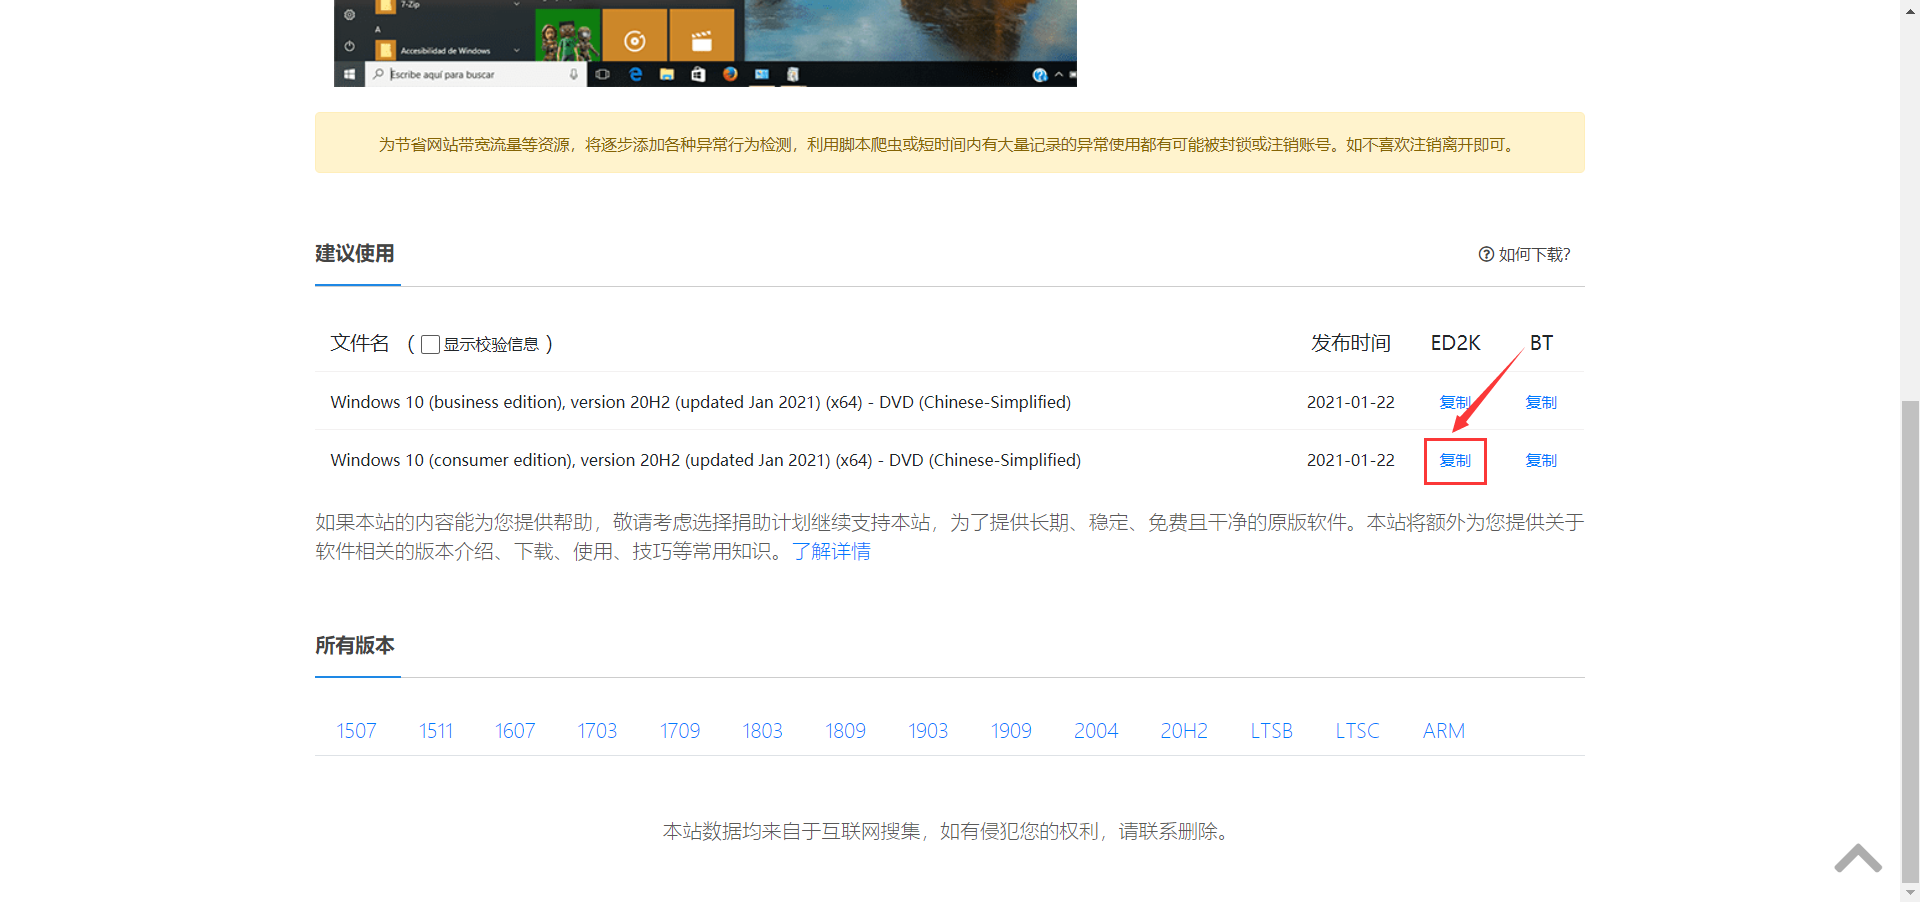 7-Zip
A
Accesibilidad de Windows
Escribe aquí para buscar
为节省网站带宽流量等资源，将逐步添加各种异常行为检测，利用脚本爬虫或短时间内有大量记录的异常使用都有可能被封锁或注销账号。如不喜欢注销离开即可。
建议使用
如何下载?
文件名 ( 显示校验信息 ) 发布时间 ED2K BT
Windows 10 (business edition), version 20H2 (updated Jan 2021) (x64) - DVD (Chinese-Simplified) 2021-01-22 复制 复制
Windows 10 (consumer edition), version 20H2 (updated Jan 2021) (x64) - DVD (Chinese-Simplified) 2021-01-22 复制 复制
如果本站的内容能为您提供帮助，敬请考虑选择捐助计划继续支持本站，为了提供长期、稳定、免费且干净的原版软件。本站将额外为您提供关于
软件相关的版本介绍、下载、使用、技巧等常用知识。了解详情
所有版本
1507 1511 1607 1703 1709 1803 1809 1903 1909 2004 20H2 LTSB LTSC ARM
本站数据均来自于互联网搜集，如有侵犯您的权利，请联系删除。